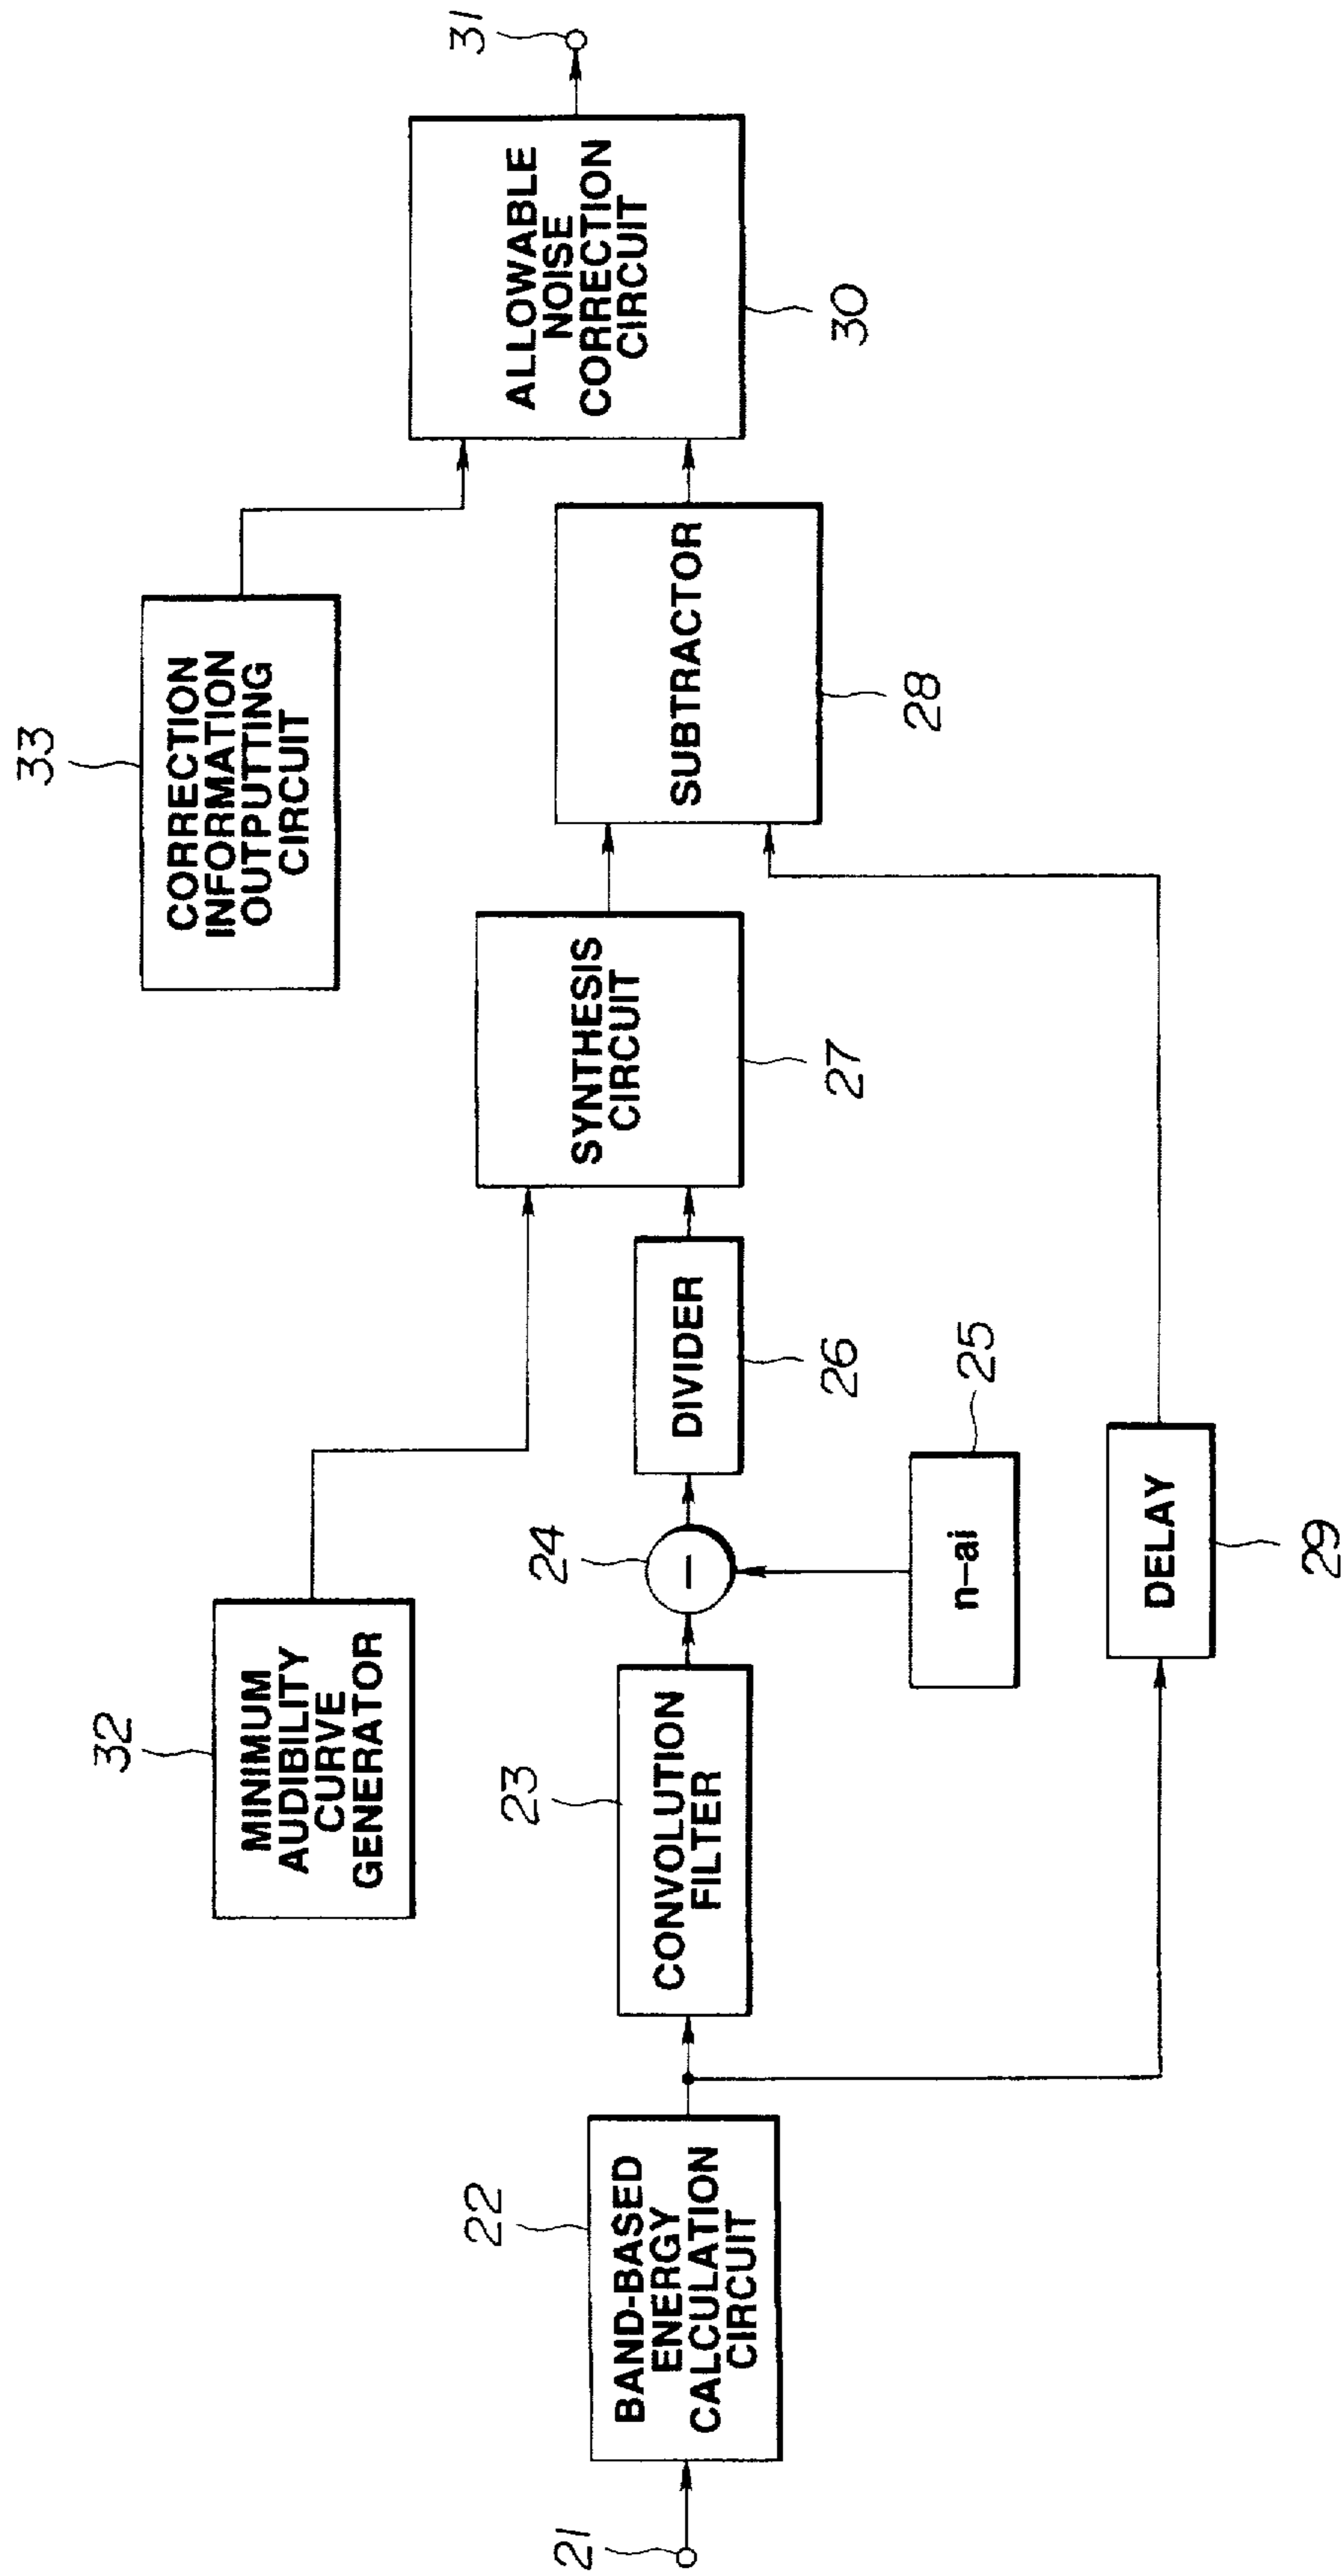 21
22
BAND-BASED
ENERGY
CALCULATION
CIRCUIT
23
CONVOLUTION
FILTER
24
−
n−ai
25
DIVIDER
26
32
MINIMUM
AUDIBILITY
CURVE
GENERATOR
SYNTHESIS
CIRCUIT
27
DELAY
29
SUBTRACTOR
28
33
CORRECTION
INFORMATION
OUTPUTTING
CIRCUIT
ALLOWABLE
NOISE
CORRECTION
CIRCUIT
30
31